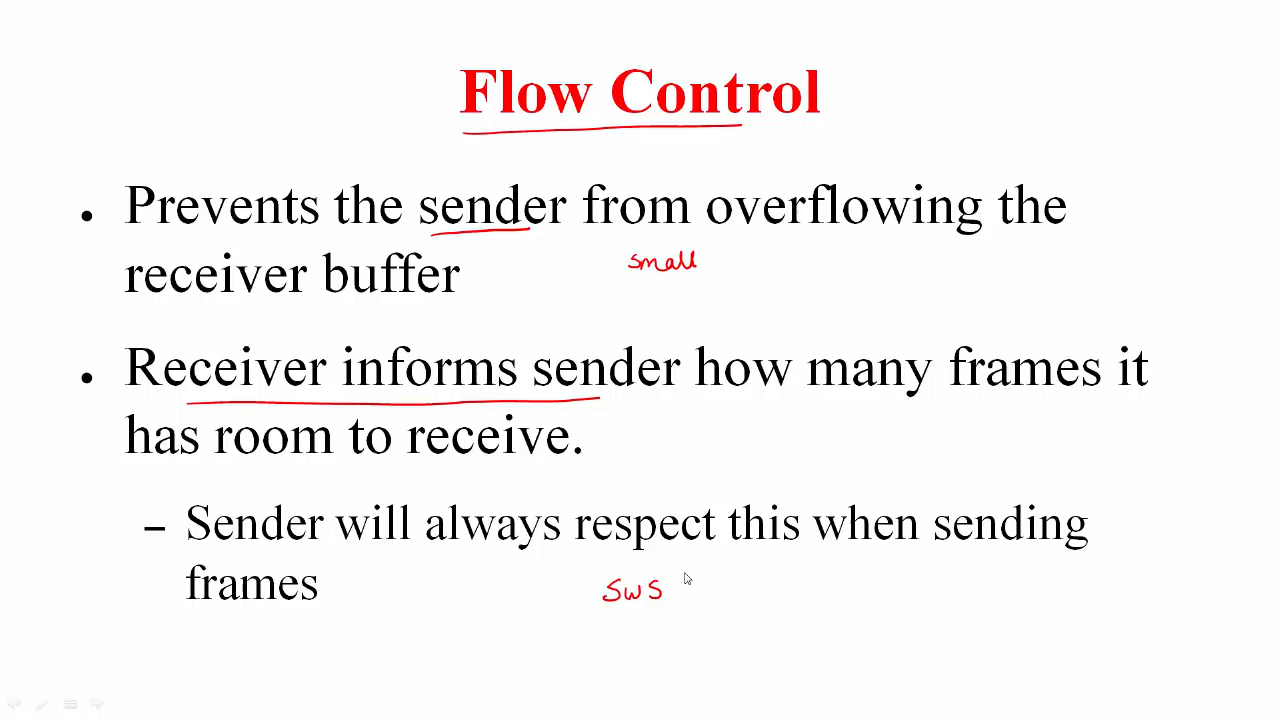 Flow Control
• Prevents the sender from overflowing the
receiver buffer
small
• Receiver informs sender how many frames it
has room to receive.
– Sender will always respect this when sending
frames
SWS